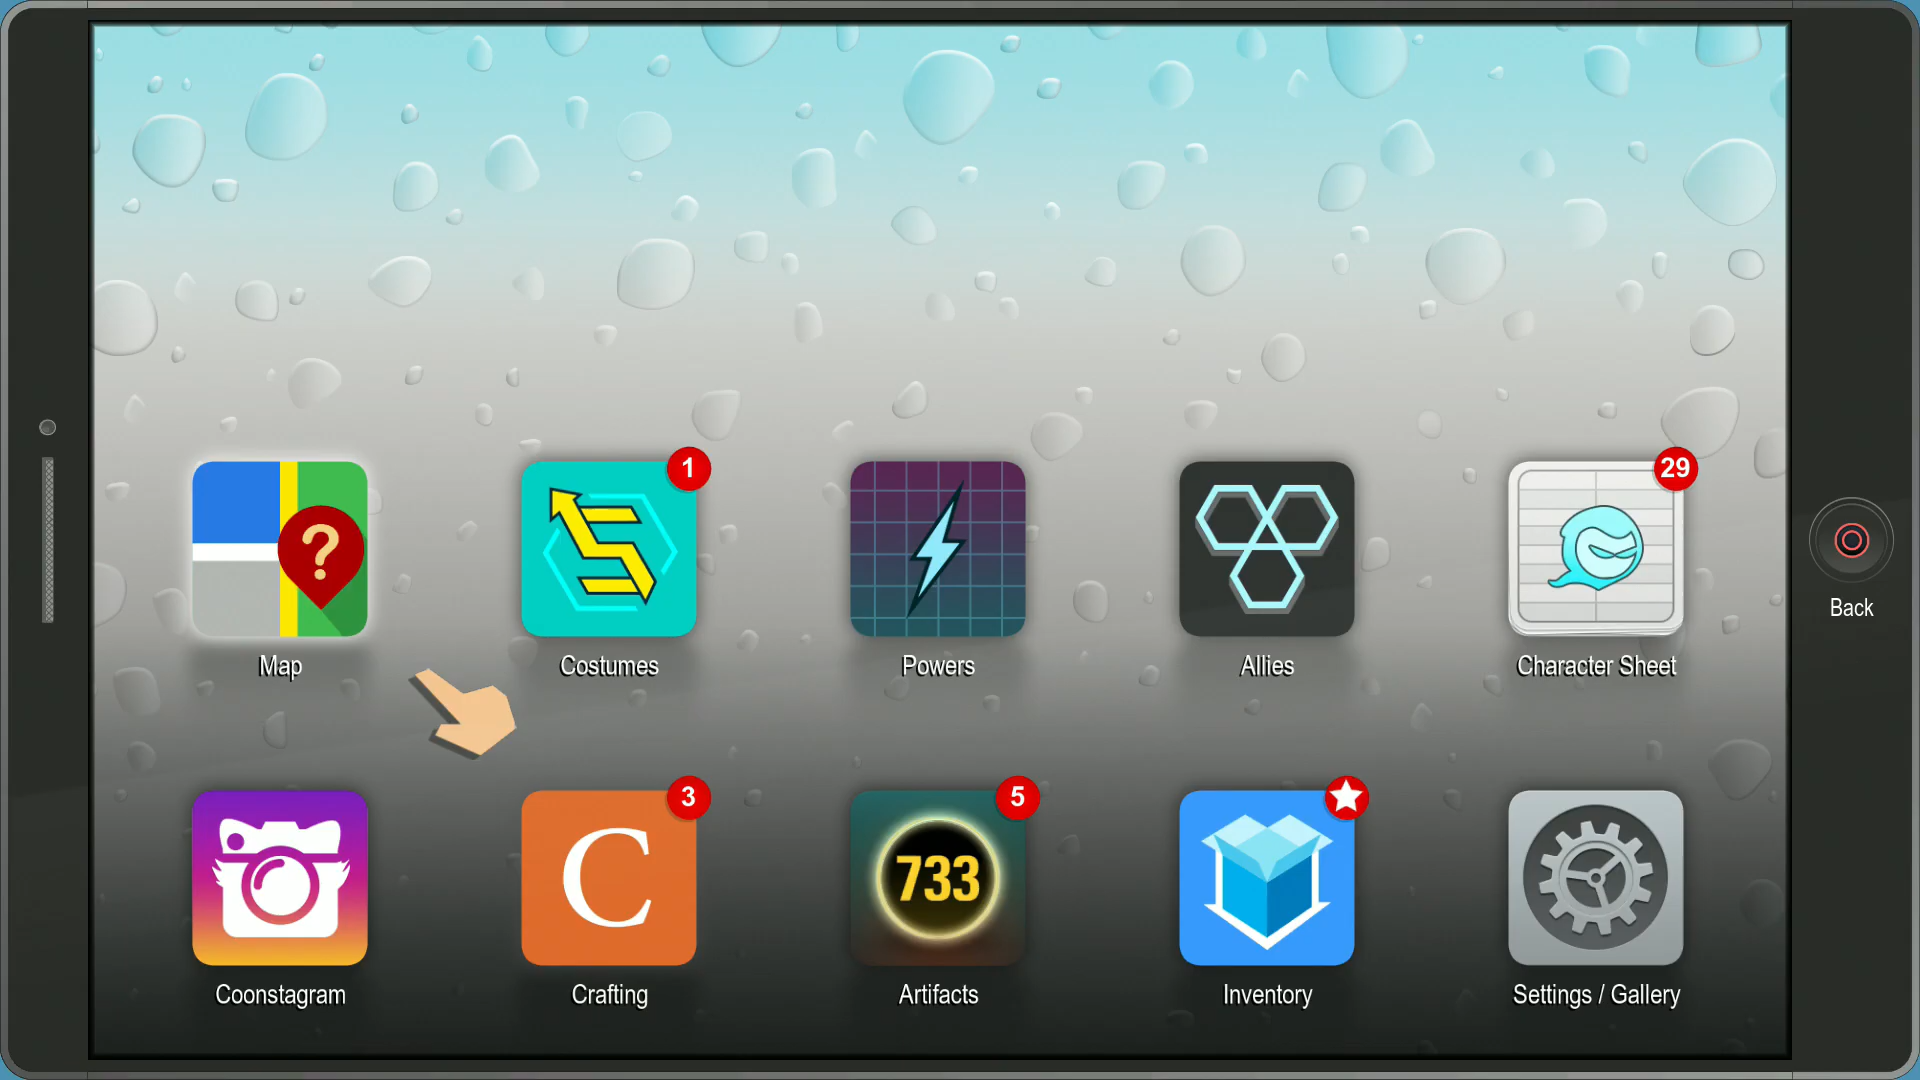 1
29
?
Map
Costumes
Powers
Allies
Character Sheet
Back
3
5
C
733
Coonstagram
Crafting
Artifacts
Inventory
Settings / Gallery